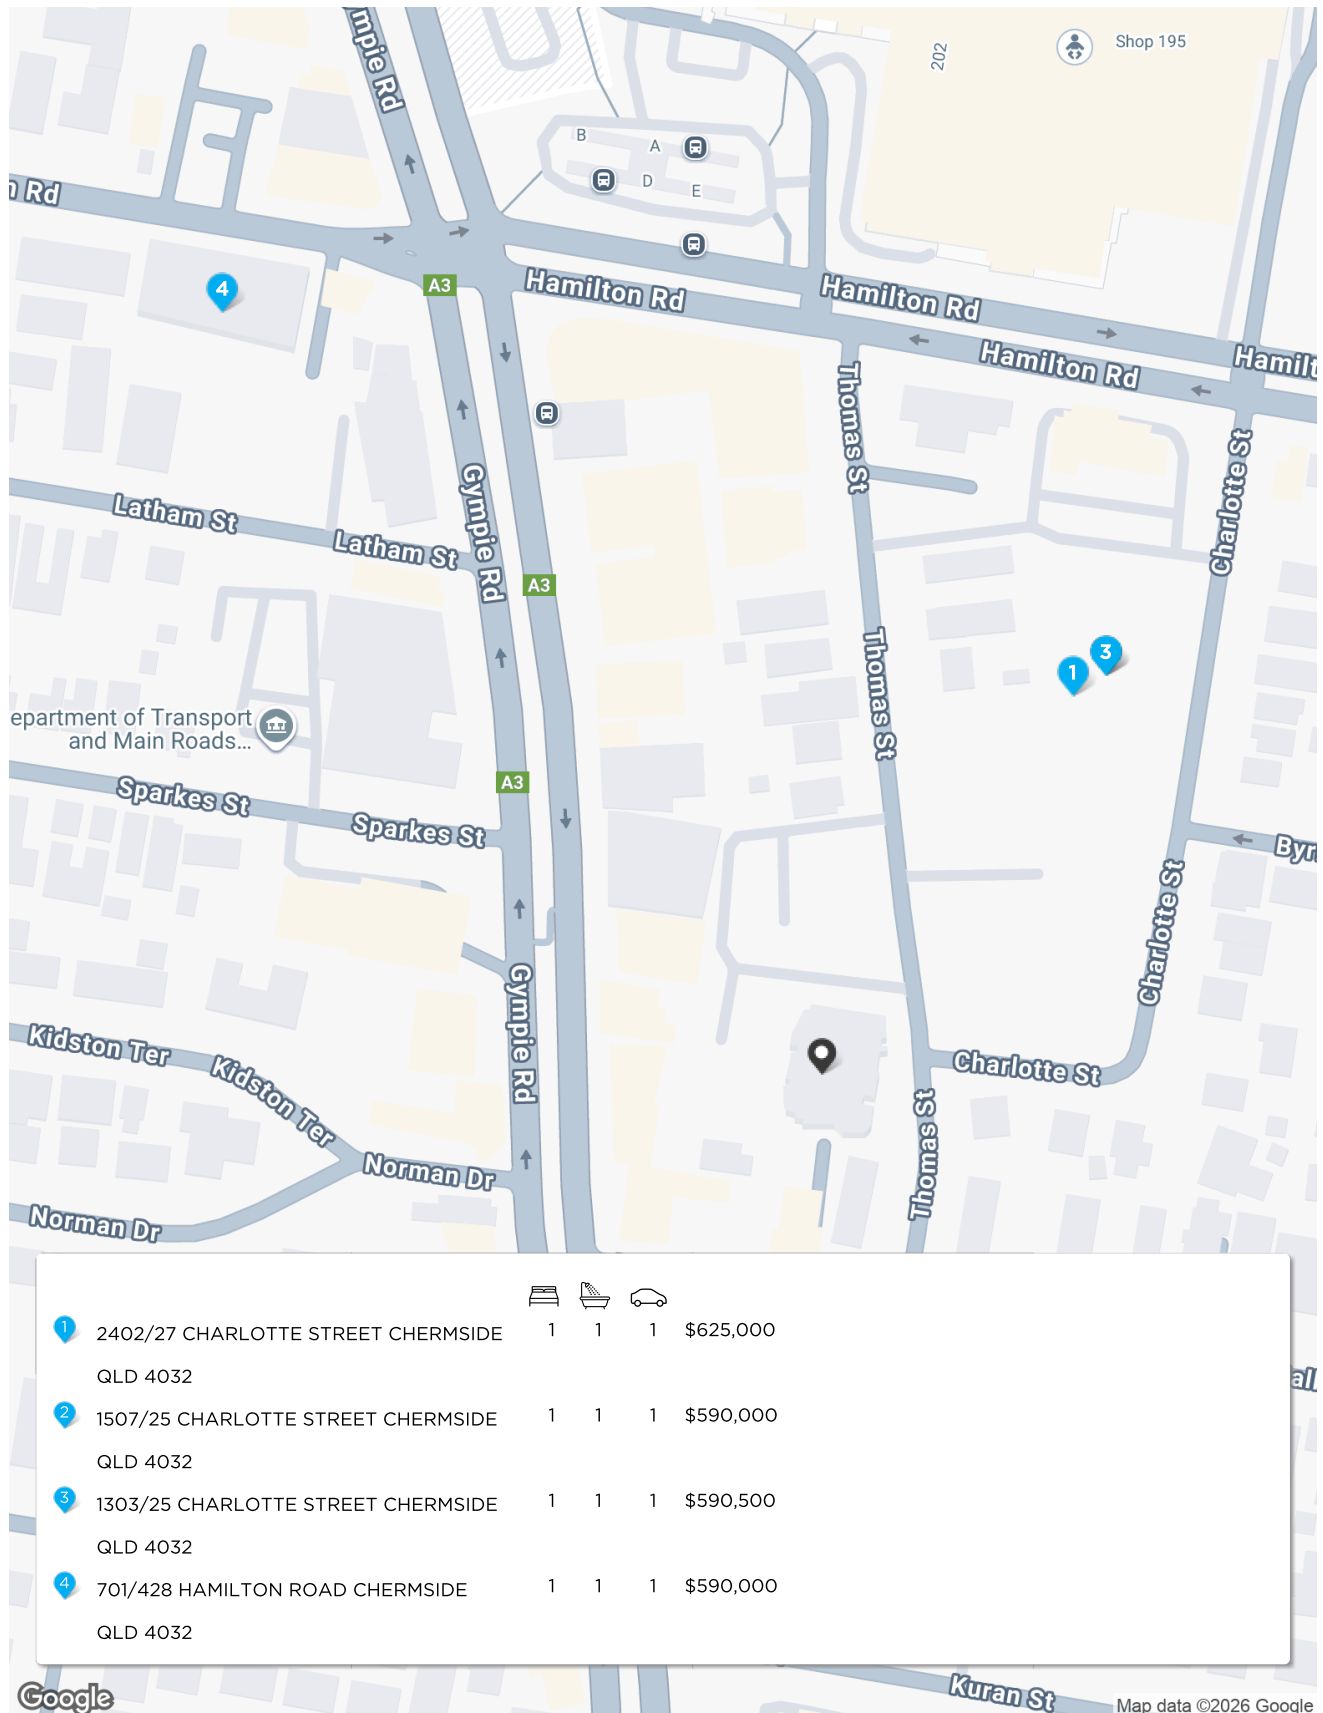 mpie Rd
202
Shop 195
B
A
D
E
n Rd
4
A3
Hamilton Rd
Hamilton Rd
Hamilton Rd
Hamilt
Thomas St
Charlotte St
Gympie Rd
Latham St
Latham St
A3
Thomas St
1
3
epartment of Transport
and Main Roads...
A3
Sparkes St
Sparkes St
Byr
Charlotte St
Gympie Rd
Kidston Ter
Kidston Ter
Charlotte St
Thomas St
Norman Dr
Norman Dr
1 2402/27 CHARLOTTE STREET CHERMSIDE 1 1 1 $625,000
QLD 4032
2 1507/25 CHARLOTTE STREET CHERMSIDE 1 1 1 $590,000
QLD 4032
3 1303/25 CHARLOTTE STREET CHERMSIDE 1 1 1 $590,500
QLD 4032
4 701/428 HAMILTON ROAD CHERMSIDE 1 1 1 $590,000
QLD 4032
all
Google
Kuran St
Map data ©2026 Google